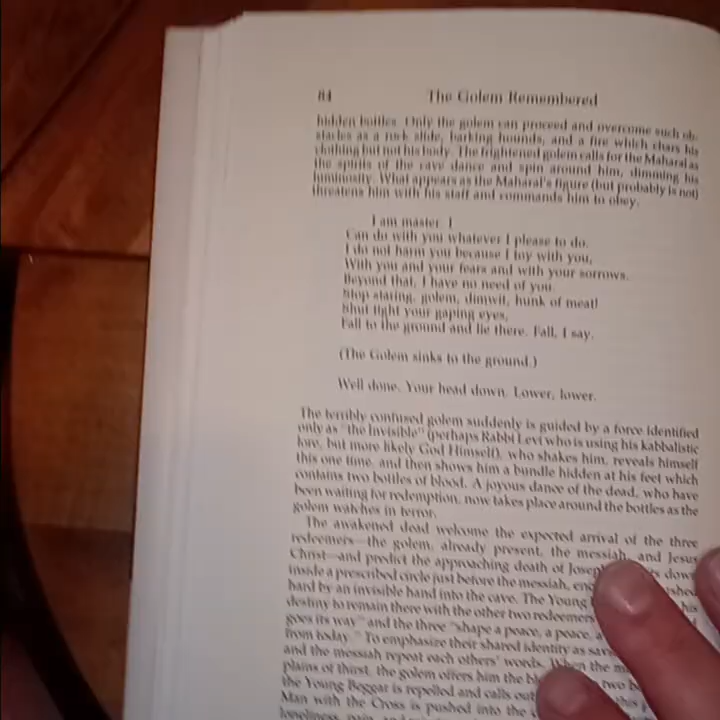 84 The Golem Remembered
hidden bottles. Only the golem can proceed and overcome such ob-
stacles as a rock slide, barking hounds, and a fire which chars his
clothing but not his body. The frightened golem calls for the Maharal as
the spirits of the cave dance and spin around him, dimming his
luminosity. What appears as the Maharal's figure (but probably is not)
threatens him with his staff and commands him to obey.
I am master. I
Can do with you whatever I please to do.
I do not harm you because I toy with you,
With you and your fears and with your sorrows.
Beyond that, I have no need of you.
Stop staring, golem, dimwit, hunk of meat!
Shut tight your gaping eyes,
Fall to the ground and lie there. Fall, I say.
(The Golem sinks to the ground.)
Well done. Your head down. Lower, lower.
The terribly confused golem suddenly is guided by a force identified
only as "the Invisible" (perhaps Rabbi Levi who is using his kabbalistic
lore, but more likely God Himself), who shakes him, reveals himself
this one time, and then shows him a bundle hidden at his feet which
contains two bottles of blood. A joyous dance of the dead, who have
been waiting for redemption, now takes place around the bottles as the
golem watches in terror.
The awakened dead welcome the expected arrival of the three
redeemers—the golem, already present, the messiah, and Jesus
Christ—and predict the approaching death of Joseph down
inside a prescribed circle just before the messiah,
hard by an invisible hand into the cave. The Young his
destiny to remain there with the other two redeemers
goes its way" and the three "shape a peace, a peace, a
from today." To emphasize their shared identity as
and the messiah repeat each others' words. When the
plains of thirst, the golem offers him the two
the Young Beggar is repelled and calls out this
Man with the Cross is pushed into the
loneliness, pain, and